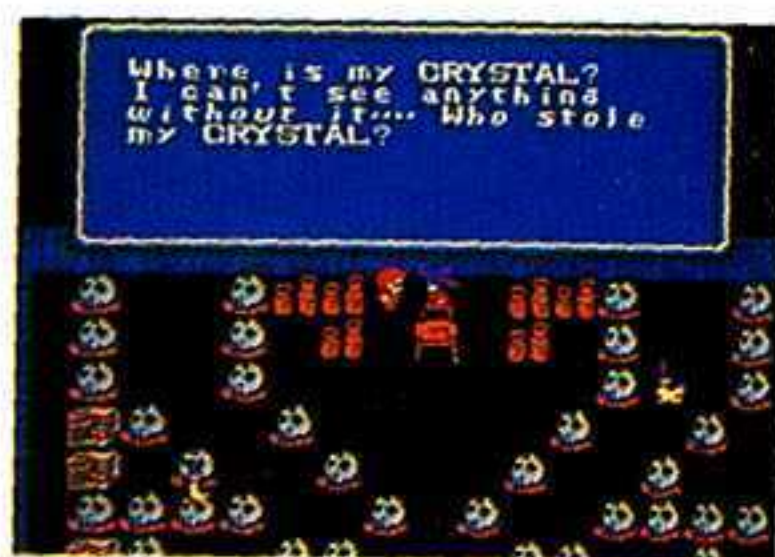 Where is my CRYSTAL?
I can't see anything
without it.... Who stole
my CRYSTAL?